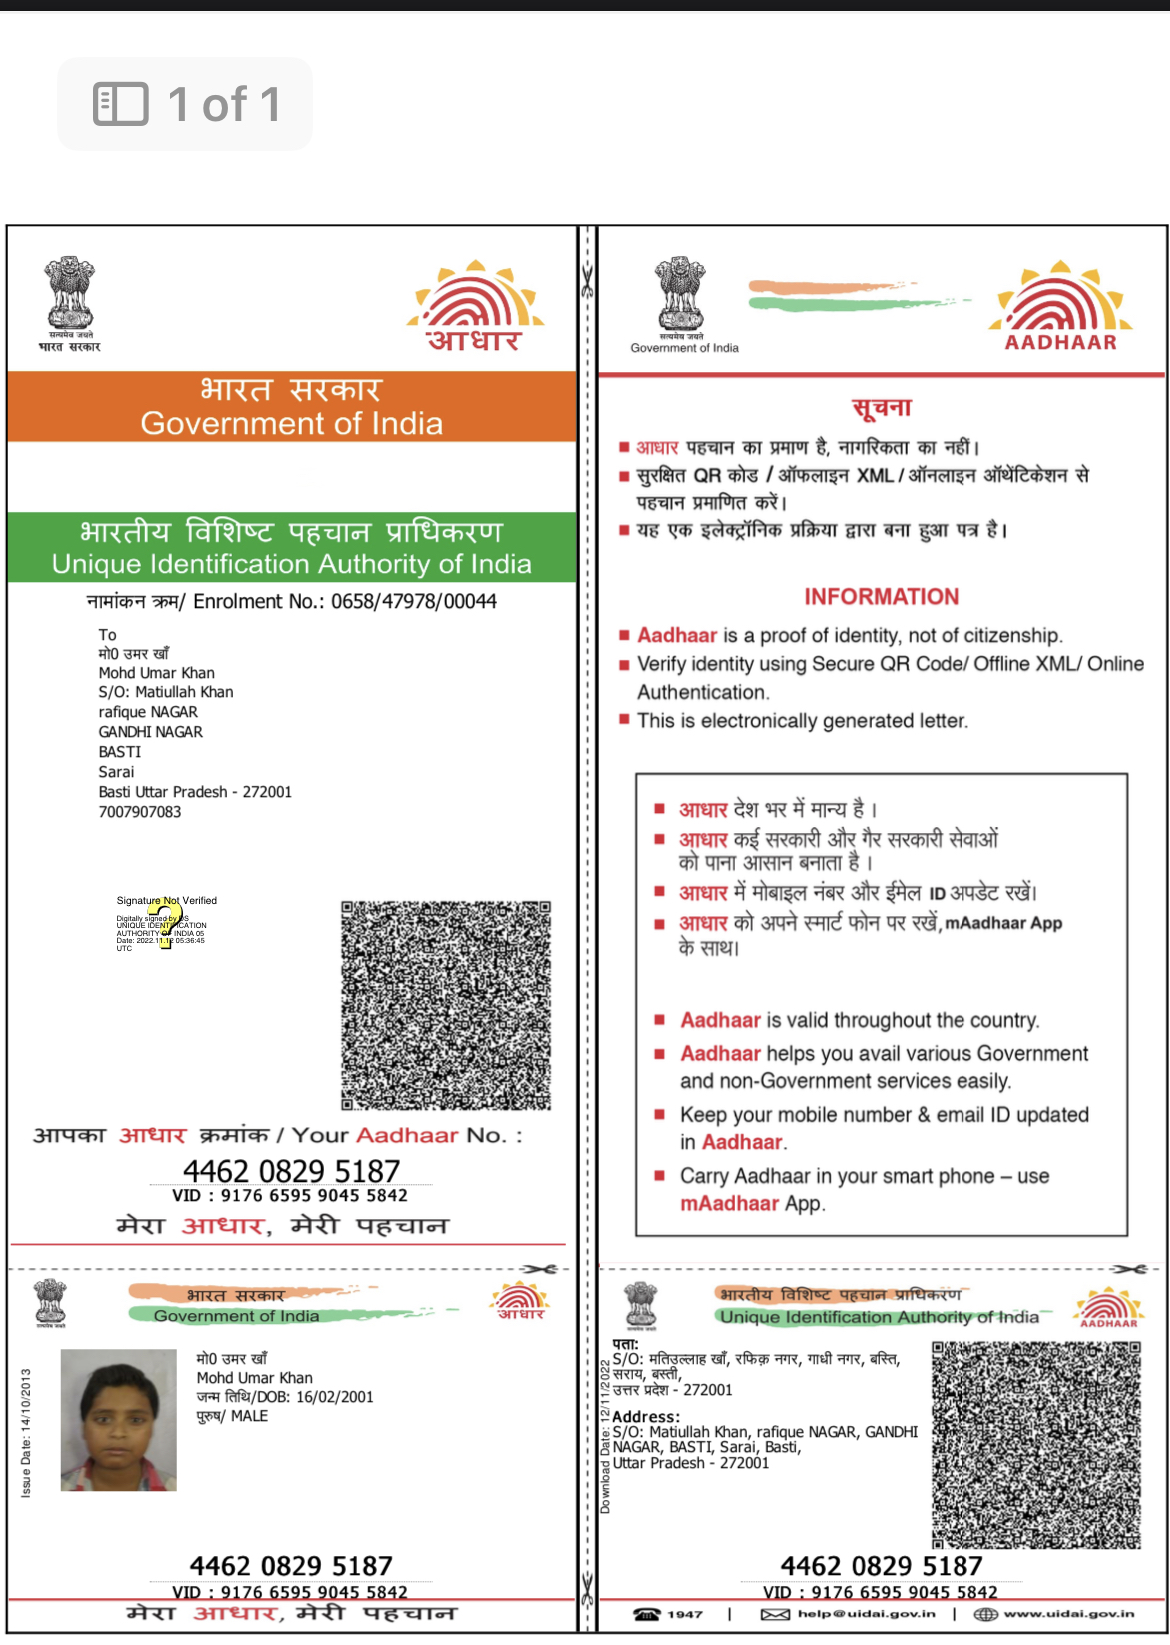 1 of 1
सत्यमेव जयते
भारत सरकार
आधार
भारत सरकार
Government of India
भारतीय विशिष्ट पहचान प्राधिकरण
Unique Identification Authority of India
नामांकन क्रम/ Enrolment No.: 0658/47978/00044
To
मो0 उमर खाँ
Mohd Umar Khan
S/O: Matiullah Khan
rafique NAGAR
GANDHI NAGAR
BASTI
Sarai
Basti Uttar Pradesh - 272001
7007907083
Signature Not Verified
Digitally signed by DS
UNIQUE IDENTIFICATION
AUTHORITY OF INDIA 05
Date: 2022.11.12 05:36:45
UTC
आपका आधार क्रमांक / Your Aadhaar No. :
4462 0829 5187
VID : 9176 6595 9045 5842
मेरा आधार, मेरी पहचान
सत्यमेव जयते
Government of India
AADHAAR
सूचना
■ आधार पहचान का प्रमाण है, नागरिकता का नहीं।
■ सुरक्षित QR कोड / ऑफलाइन XML / ऑनलाइन ऑथेंटिकेशन से
पहचान प्रमाणित करें।
■ यह एक इलेक्ट्रॉनिक प्रक्रिया द्वारा बना हुआ पत्र है।
INFORMATION
■ Aadhaar is a proof of identity, not of citizenship.
■ Verify identity using Secure QR Code/ Offline XML/ Online
Authentication.
■ This is electronically generated letter.
■ आधार देश भर में मान्य है ।
■ आधार कई सरकारी और गैर सरकारी सेवाओं
को पाना आसान बनाता है ।
■ आधार में मोबाइल नंबर और ईमेल ID अपडेट रखें।
■ आधार को अपने स्मार्ट फोन पर रखें, mAadhaar App
के साथ।
■ Aadhaar is valid throughout the country.
■ Aadhaar helps you avail various Government
and non-Government services easily.
■ Keep your mobile number & email ID updated
in Aadhaar.
■ Carry Aadhaar in your smart phone – use
mAadhaar App.
भारत सरकार
Government of India
आधार
Issue Date: 14/10/2013
मो0 उमर खाँ
Mohd Umar Khan
जन्म तिथि/DOB: 16/02/2001
पुरुष/ MALE
4462 0829 5187
VID : 9176 6595 9045 5842
मेरा आधार, मेरी पहचान
भारतीय विशिष्ट पहचान प्राधिकरण
Unique Identification Authority of India
AADHAAR
Download Date: 12/11/2022
पता:
S/O: मतिउल्लाह खाँ, रफिक़ नगर, गाधी नगर, बस्ति,
सराय, बस्ती,
उत्तर प्रदेश - 272001
Address:
S/O: Matiullah Khan, rafique NAGAR, GANDHI
NAGAR, BASTI, Sarai, Basti,
Uttar Pradesh - 272001
4462 0829 5187
VID : 9176 6595 9045 5842
1947 | help@uidai.gov.in | www.uidai.gov.in